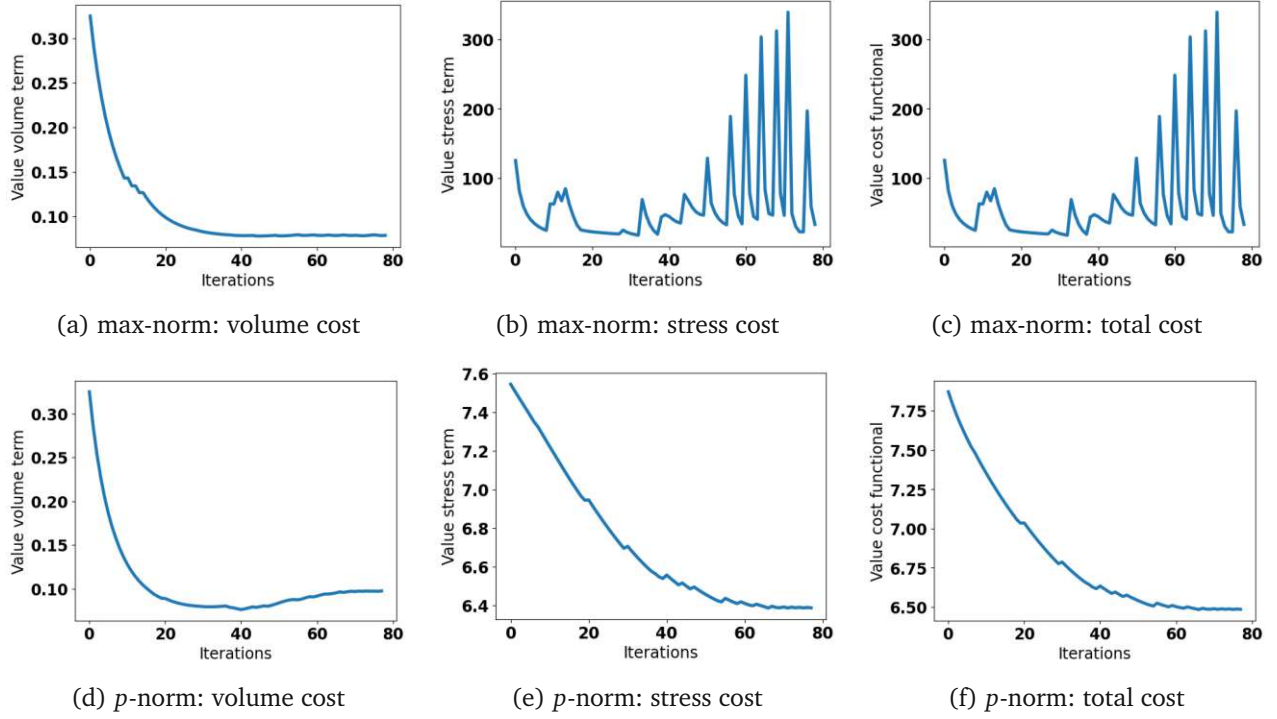 Value volume term
0.30
0.25
0.20
0.15
0.10
0 20 40 60 80
Iterations
(a) max-norm: volume cost
Value stress term
300
200
100
0 20 40 60 80
Iterations
(b) max-norm: stress cost
Value cost functional
300
200
100
0 20 40 60 80
Iterations
(c) max-norm: total cost
Value volume term
0.30
0.25
0.20
0.15
0.10
0 20 40 60 80
Iterations
(d) p-norm: volume cost
Value stress term
7.6
7.4
7.2
7.0
6.8
6.6
6.4
0 20 40 60 80
Iterations
(e) p-norm: stress cost
Value cost functional
7.75
7.50
7.25
7.00
6.75
6.50
0 20 40 60 80
Iterations
(f) p-norm: total cost